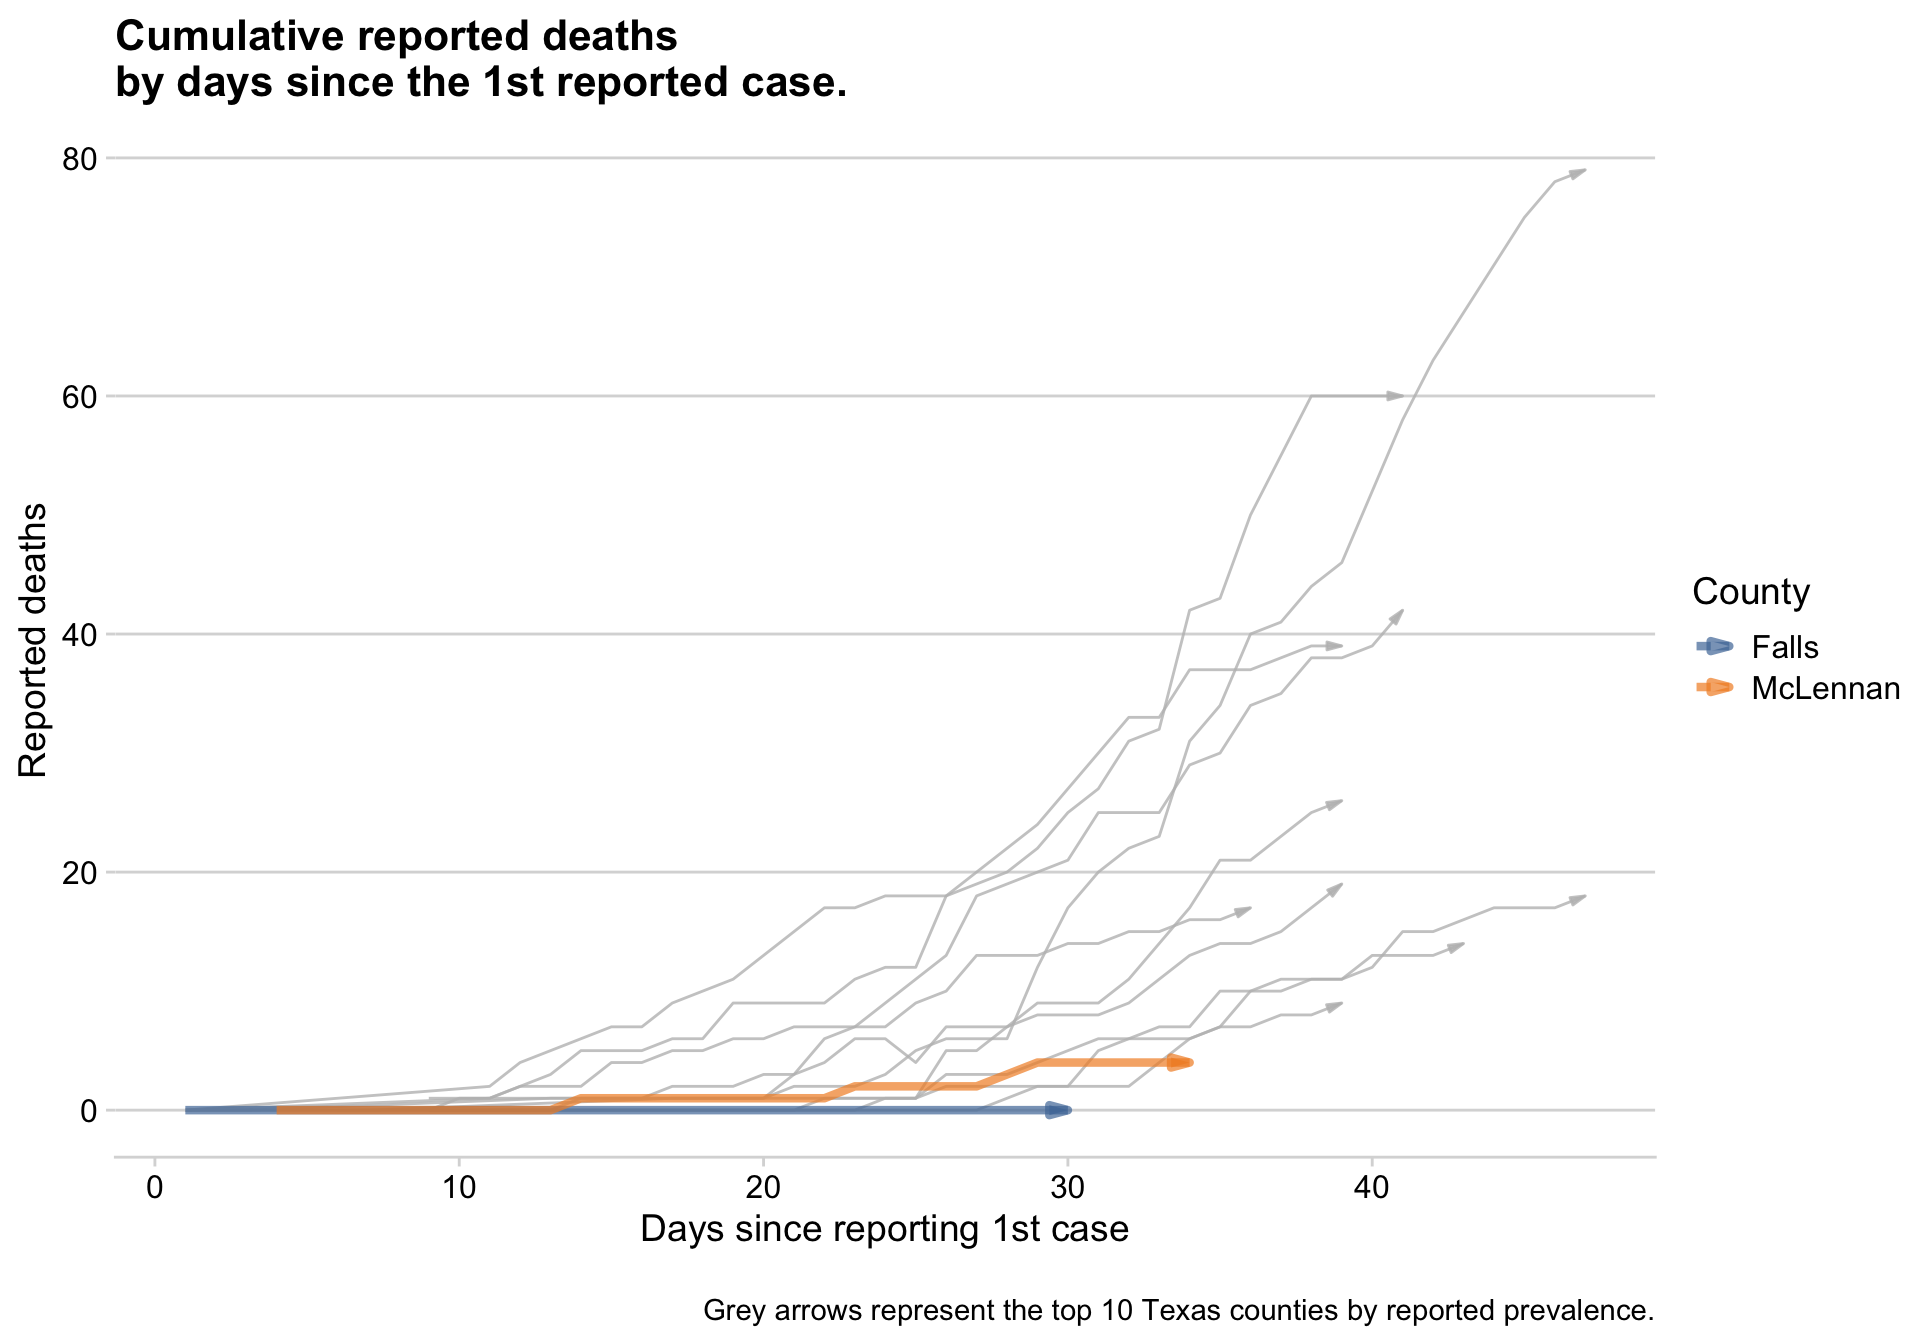 Cumulative reported deaths
by days since the 1st reported case.
80
60
40
20
0
Reported deaths
0 10 20 30 40
Days since reporting 1st case
County
Falls
McLennan
Grey arrows represent the top 10 Texas counties by reported prevalence.